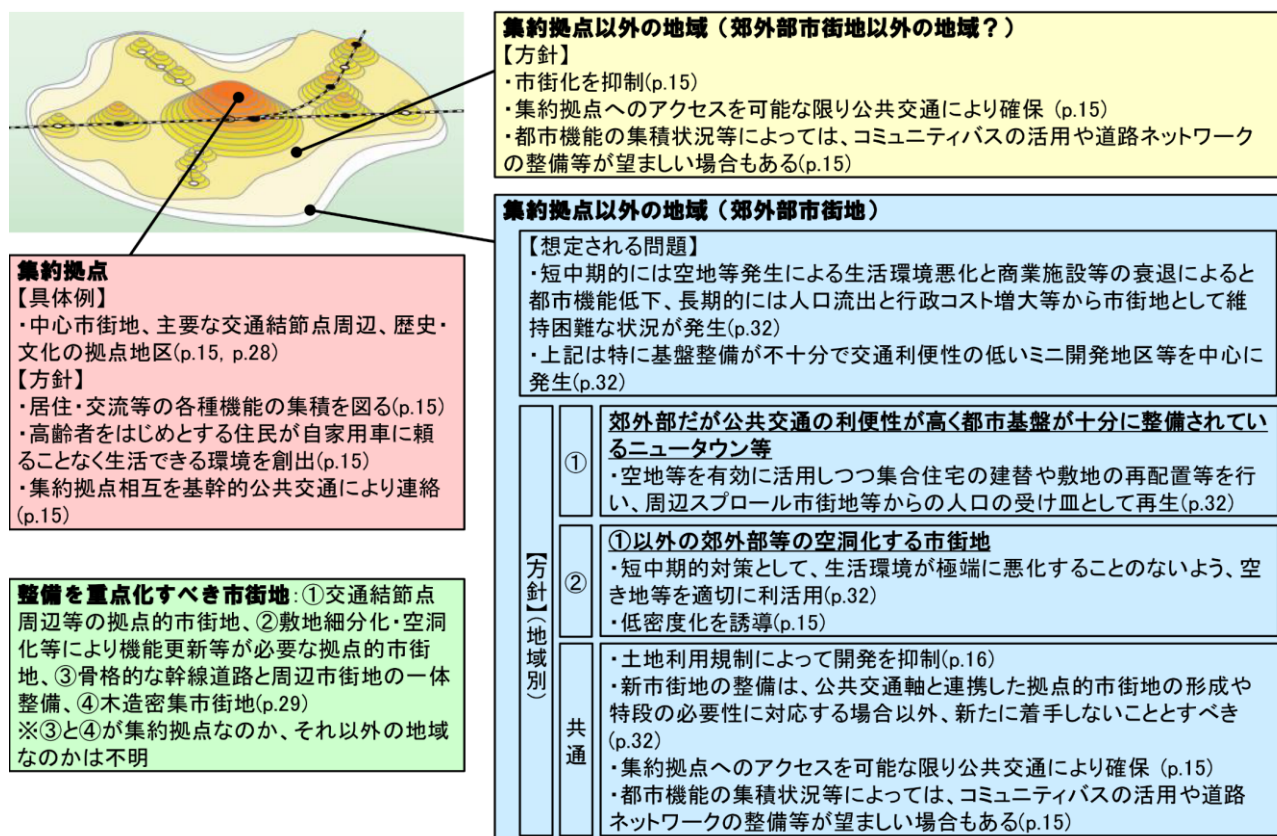 集約拠点以外の地域（郊外部市街地以外の地域？）
【方針】
・市街化を抑制(p.15)
・集約拠点へのアクセスを可能な限り公共交通により確保 (p.15)
・都市機能の集積状況等によっては、コミュニティバスの活用や道路ネットワーク
の整備等が望ましい場合もある(p.15)
集約拠点以外の地域（郊外部市街地）
【想定される問題】
・短中期的には空地等発生による生活環境悪化と商業施設等の衰退によると
都市機能低下、長期的には人口流出と行政コスト増大等から市街地として維
持困難な状況が発生(p.32)
・上記は特に基盤整備が不十分で交通利便性の低いミニ開発地区等を中心に
発生(p.32)
【方針】（地域別）
①
郊外部だが公共交通の利便性が高く都市基盤が十分に整備されてい
るニュータウン等
・空地等を有効に活用しつつ集合住宅の建替や敷地の再配置等を行
い、周辺スプロール市街地等からの人口の受け皿として再生(p.32)
②
①以外の郊外部等の空洞化する市街地
・短中期的対策として、生活環境が極端に悪化することのないよう、空
き地等を適切に利活用(p.32)
・低密度化を誘導(p.15)
共通
・土地利用規制によって開発を抑制(p.16)
・新市街地の整備は、公共交通軸と連携した拠点的市街地の形成や
特段の必要性に対応する場合以外、新たに着手しないこととすべき
(p.32)
・集約拠点へのアクセスを可能な限り公共交通により確保 (p.15)
・都市機能の集積状況等によっては、コミュニティバスの活用や道路
ネットワークの整備等が望ましい場合もある(p.15)
集約拠点
【具体例】
・中心市街地、主要な交通結節点周辺、歴史・
文化の拠点地区(p.15, p.28)
【方針】
・居住・交流等の各種機能の集積を図る(p.15)
・高齢者をはじめとする住民が自家用車に頼
ることなく生活できる環境を創出(p.15)
・集約拠点相互を基幹的公共交通により連絡
(p.15)
整備を重点化すべき市街地:①交通結節点
周辺等の拠点的市街地、②敷地細分化・空洞
化等により機能更新等が必要な拠点的市街
地、③骨格的な幹線道路と周辺市街地の一体
整備、④木造密集市街地(p.29)
※③と④が集約拠点なのか、それ以外の地域
なのかは不明